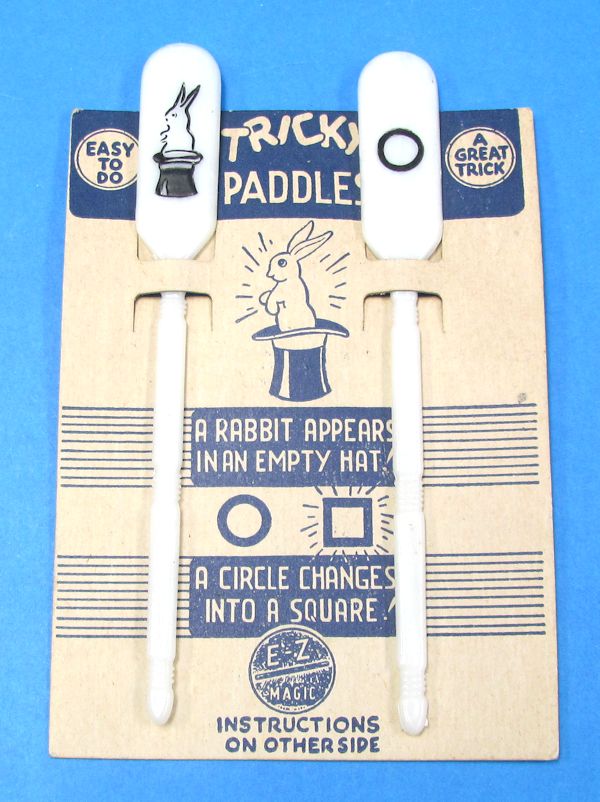 EASY
TO
DO
TRICKY
PADDLES
A
GREAT
TRICK
A RABBIT APPEARS
IN AN EMPTY HAT!
A CIRCLE CHANGES
INTO A SQUARE!
E-Z
MAGIC
INSTRUCTIONS
ON OTHER SIDE